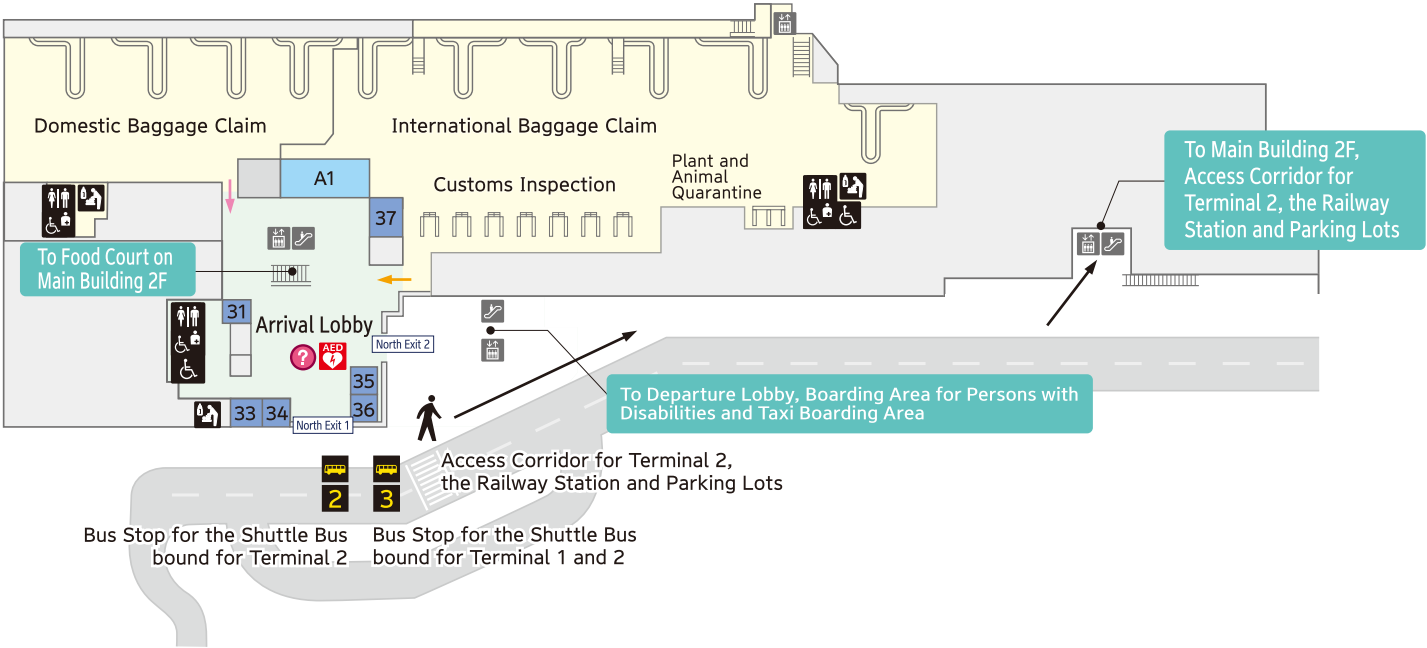 Domestic Baggage Claim
International Baggage Claim
A1
Customs Inspection
Plant and
Animal
Quarantine
37
To Main Building 2F,
Access Corridor for
Terminal 2, the Railway
Station and Parking Lots
To Food Court on
Main Building 2F
31
Arrival Lobby
?
AED
North Exit 2
35
36
33
34
North Exit 1
To Departure Lobby, Boarding Area for Persons with
Disabilities and Taxi Boarding Area
Access Corridor for Terminal 2,
the Railway Station and Parking Lots
2
3
Bus Stop for the Shuttle Bus
bound for Terminal 2
Bus Stop for the Shuttle Bus
bound for Terminal 1 and 2